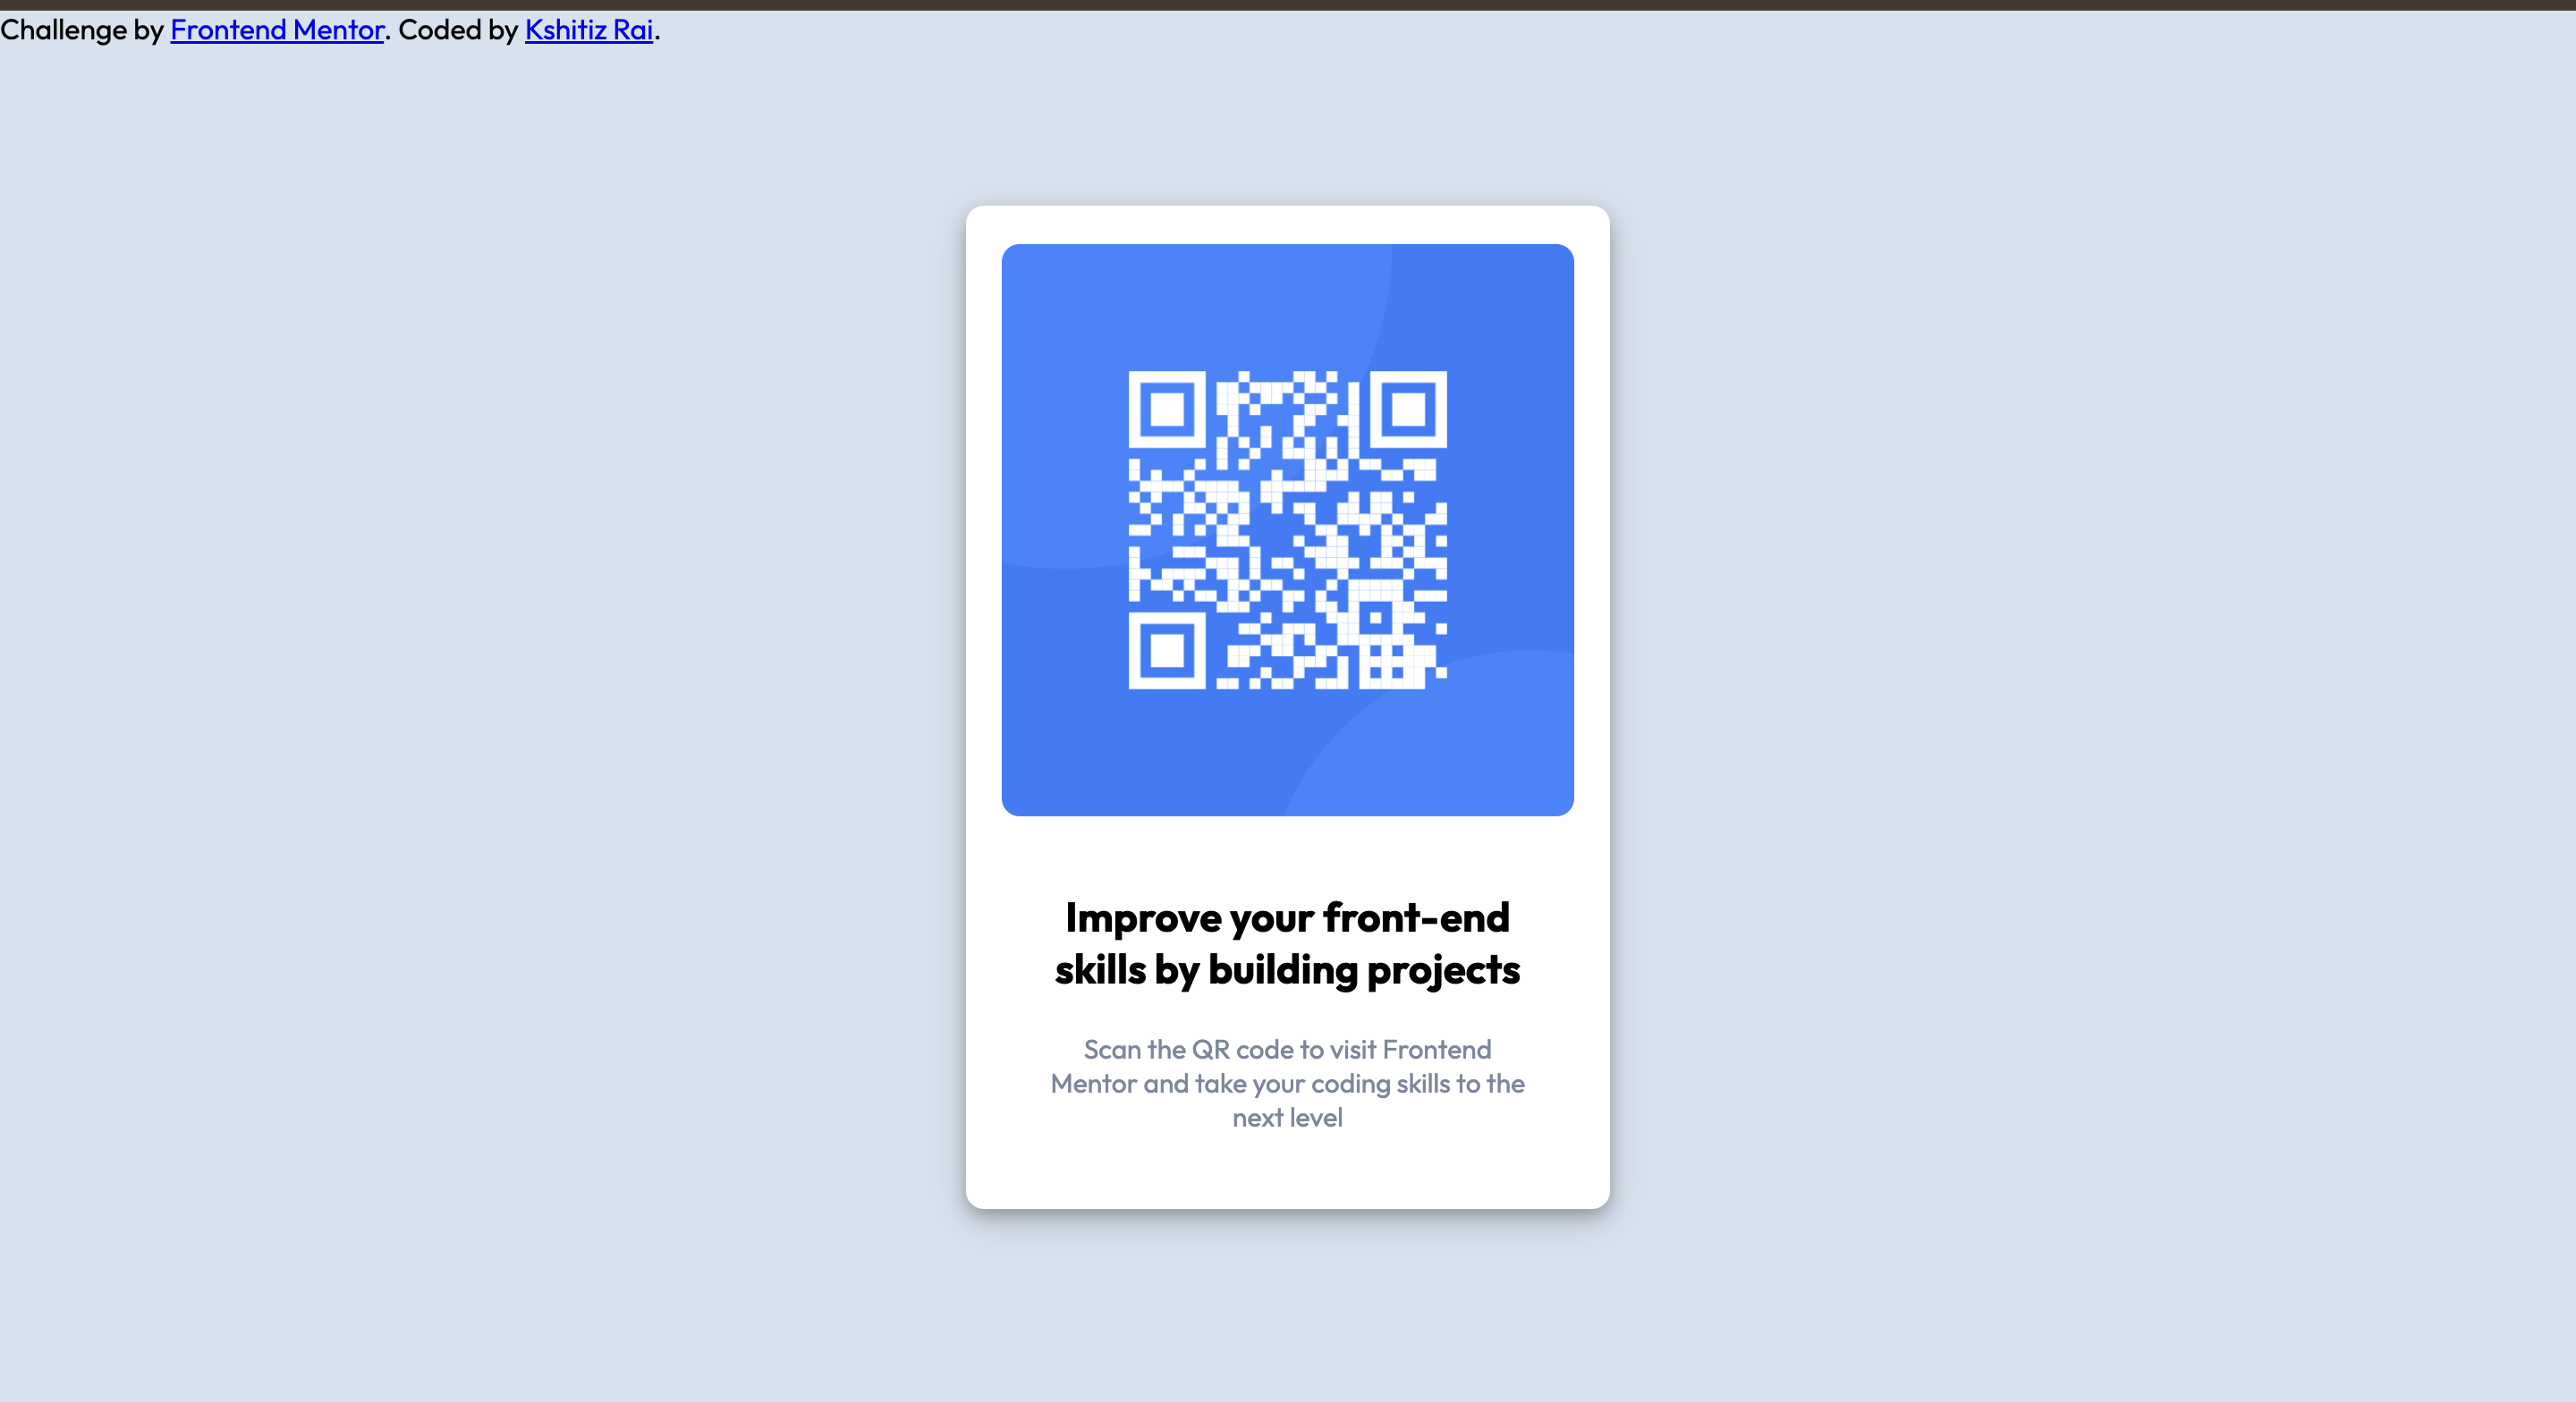 Challenge by Frontend Mentor. Coded by Kshitiz Rai.
Improve your front-end
skills by building projects
Scan the QR code to visit Frontend
Mentor and take your coding skills to the
next level